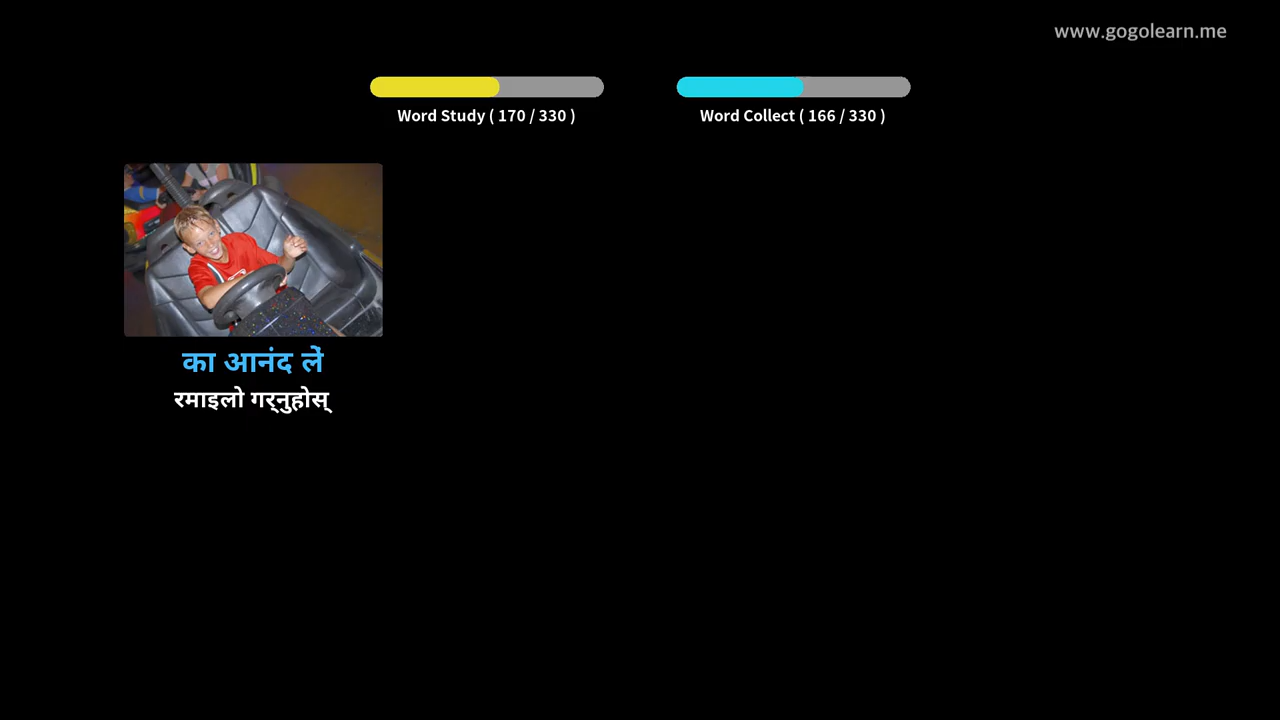 www.gogolearn.me
Word Study ( 170 / 330 )
Word Collect ( 166 / 330 )
का आनंद लें
रमाइलो गर्नुहोस्